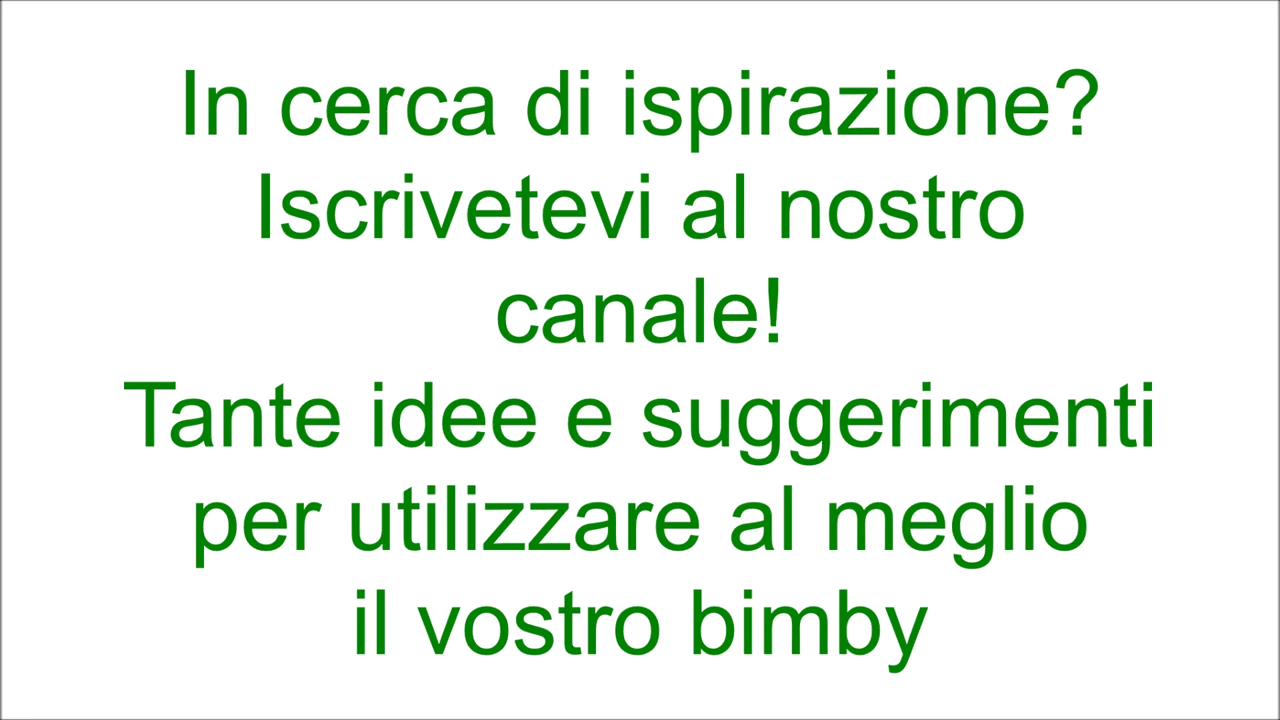 In cerca di ispirazione?
Iscrivetevi al nostro
canale!
Tante idee e suggerimenti
per utilizzare al meglio
il vostro bimby